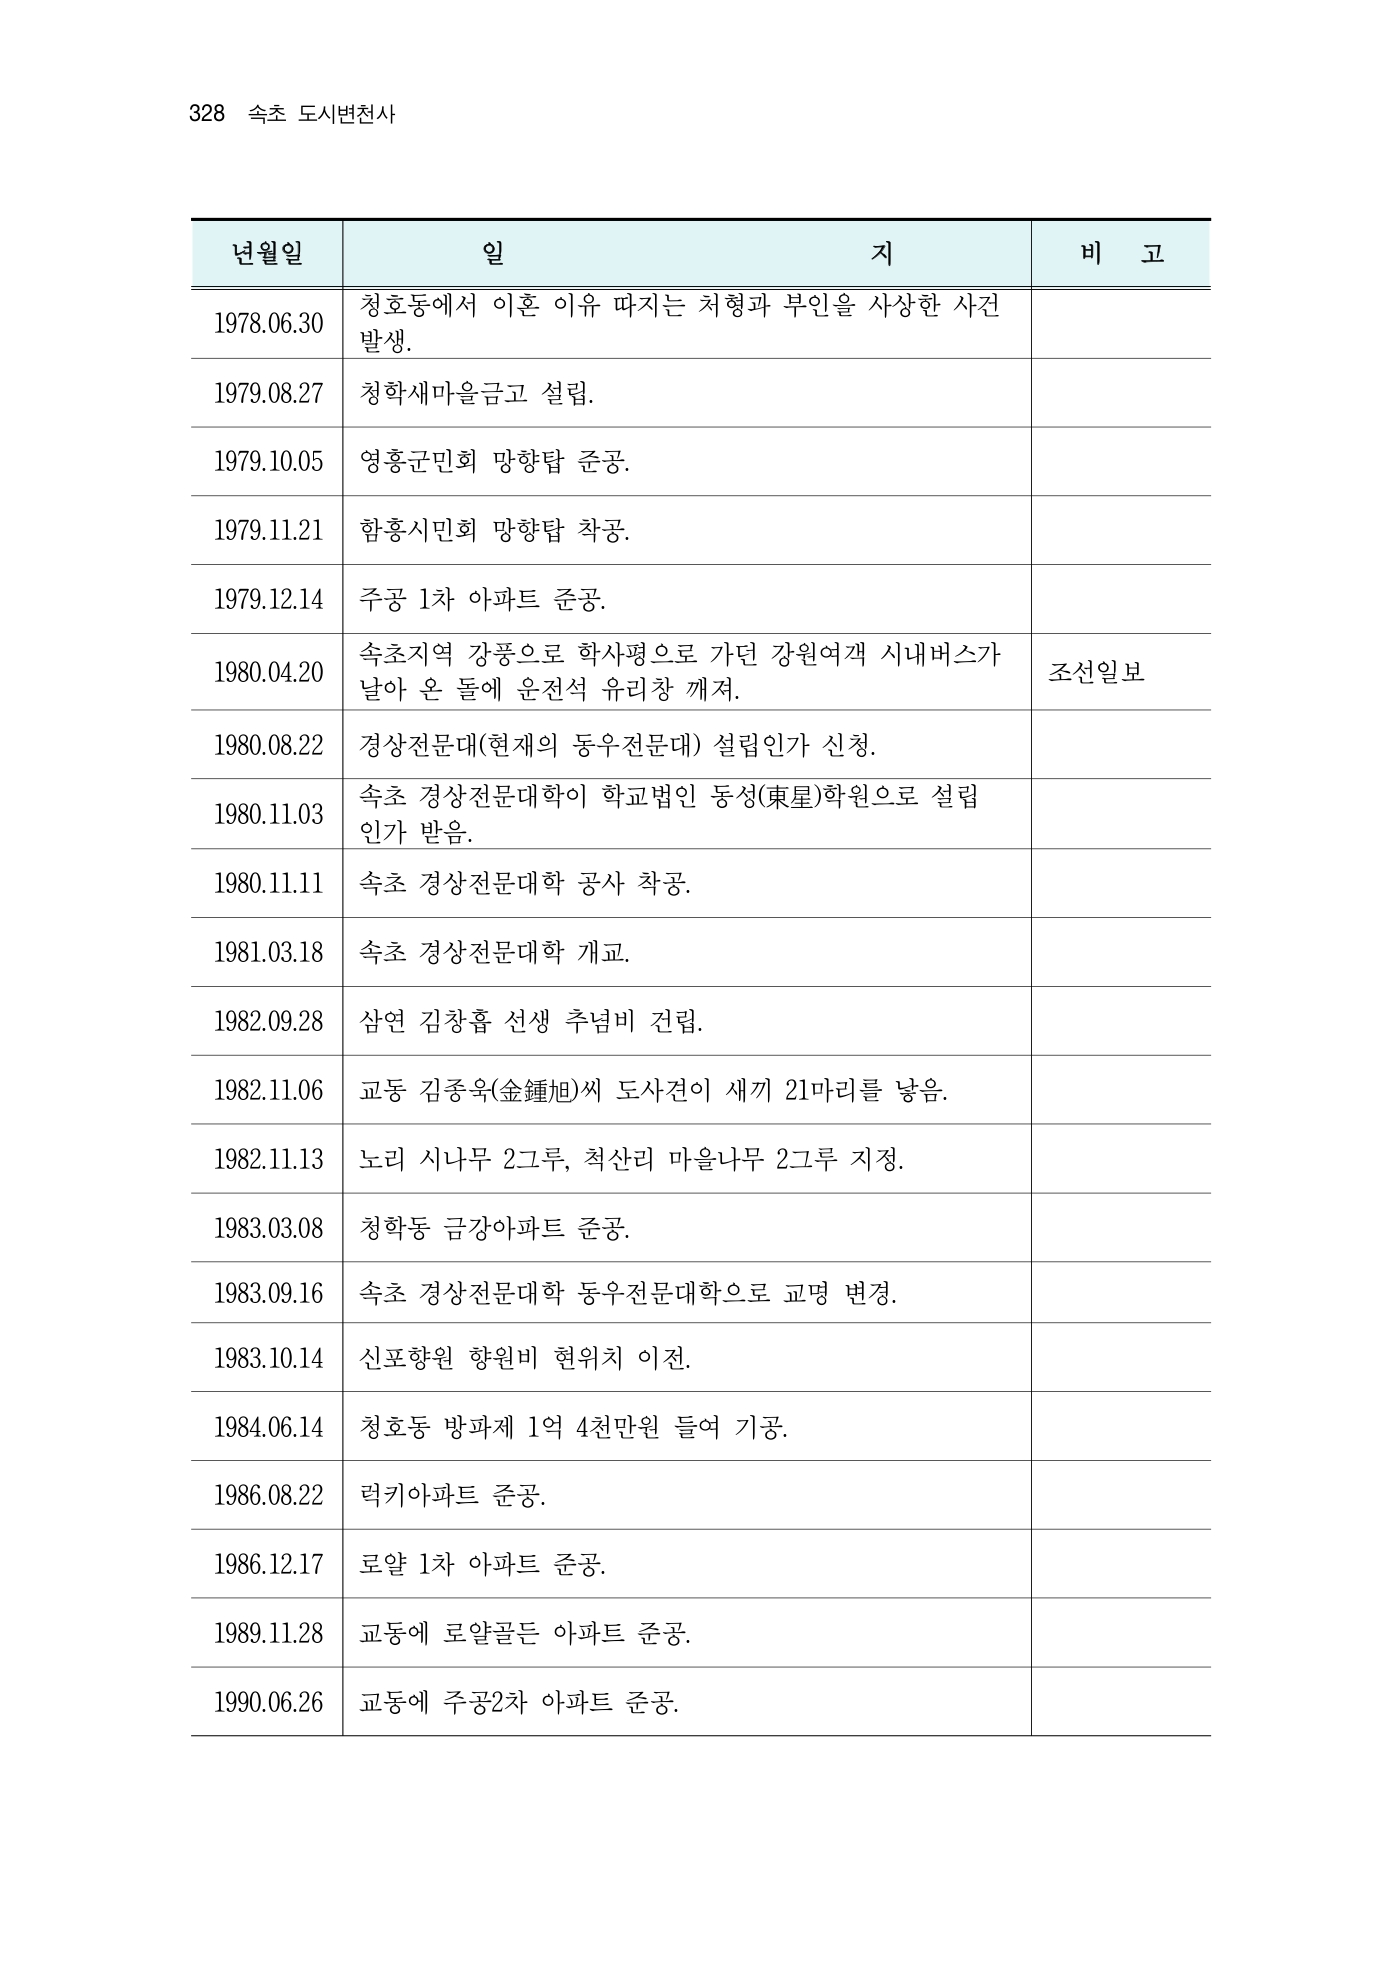 328 속초 도시변천사
년월일 일 지 비 고
1978.06.30 청호동에서 이혼 이유 따지는 처형과 부인을 사상한 사건
발생.
1979.08.27 청학새마을금고 설립.
1979.10.05 영흥군민회 망향탑 준공.
1979.11.21 함흥시민회 망향탑 착공.
1979.12.14 주공 1차 아파트 준공.
1980.04.20 속초지역 강풍으로 학사평으로 가던 강원여객 시내버스가 조선일보
날아 온 돌에 운전석 유리창 깨져.
1980.08.22 경상전문대(현재의 동우전문대) 설립인가 신청.
1980.11.03 속초 경상전문대학이 학교법인 동성(東星)학원으로 설립
인가 받음.
1980.11.11 속초 경상전문대학 공사 착공.
1981.03.18 속초 경상전문대학 개교.
1982.09.28 삼연 김창흡 선생 추념비 건립.
1982.11.06 교동 김종욱(金鍾旭)씨 도사견이 새끼 21마리를 낳음.
1982.11.13 노리 시나무 2그루, 척산리 마을나무 2그루 지정.
1983.03.08 청학동 금강아파트 준공.
1983.09.16 속초 경상전문대학 동우전문대학으로 교명 변경.
1983.10.14 신포향원 향원비 현위치 이전.
1984.06.14 청호동 방파제 1억 4천만원 들여 기공.
1986.08.22 럭키아파트 준공.
1986.12.17 로얄 1차 아파트 준공.
1989.11.28 교동에 로얄골든 아파트 준공.
1990.06.26 교동에 주공2차 아파트 준공.